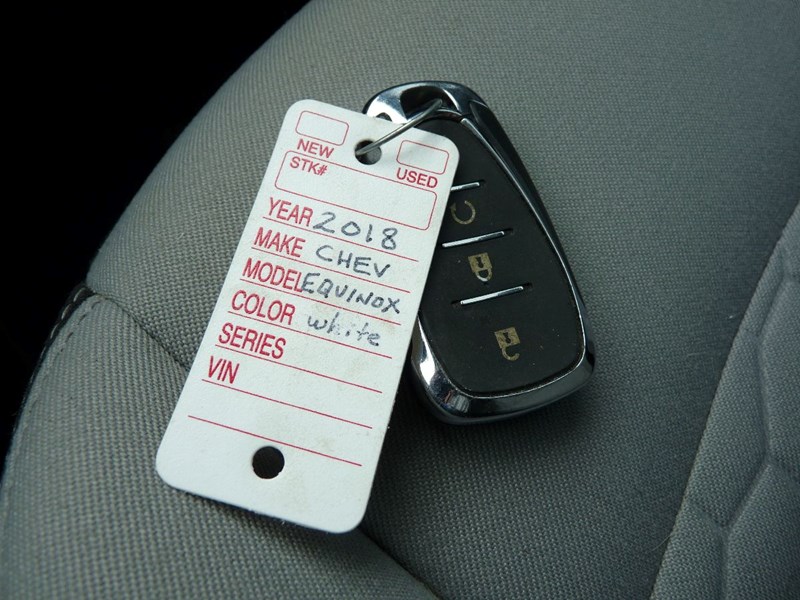 NEW USED
STK#
YEAR 2018
MAKE CHEV
MODEL EQUINOX
COLOR white
SERIES
VIN